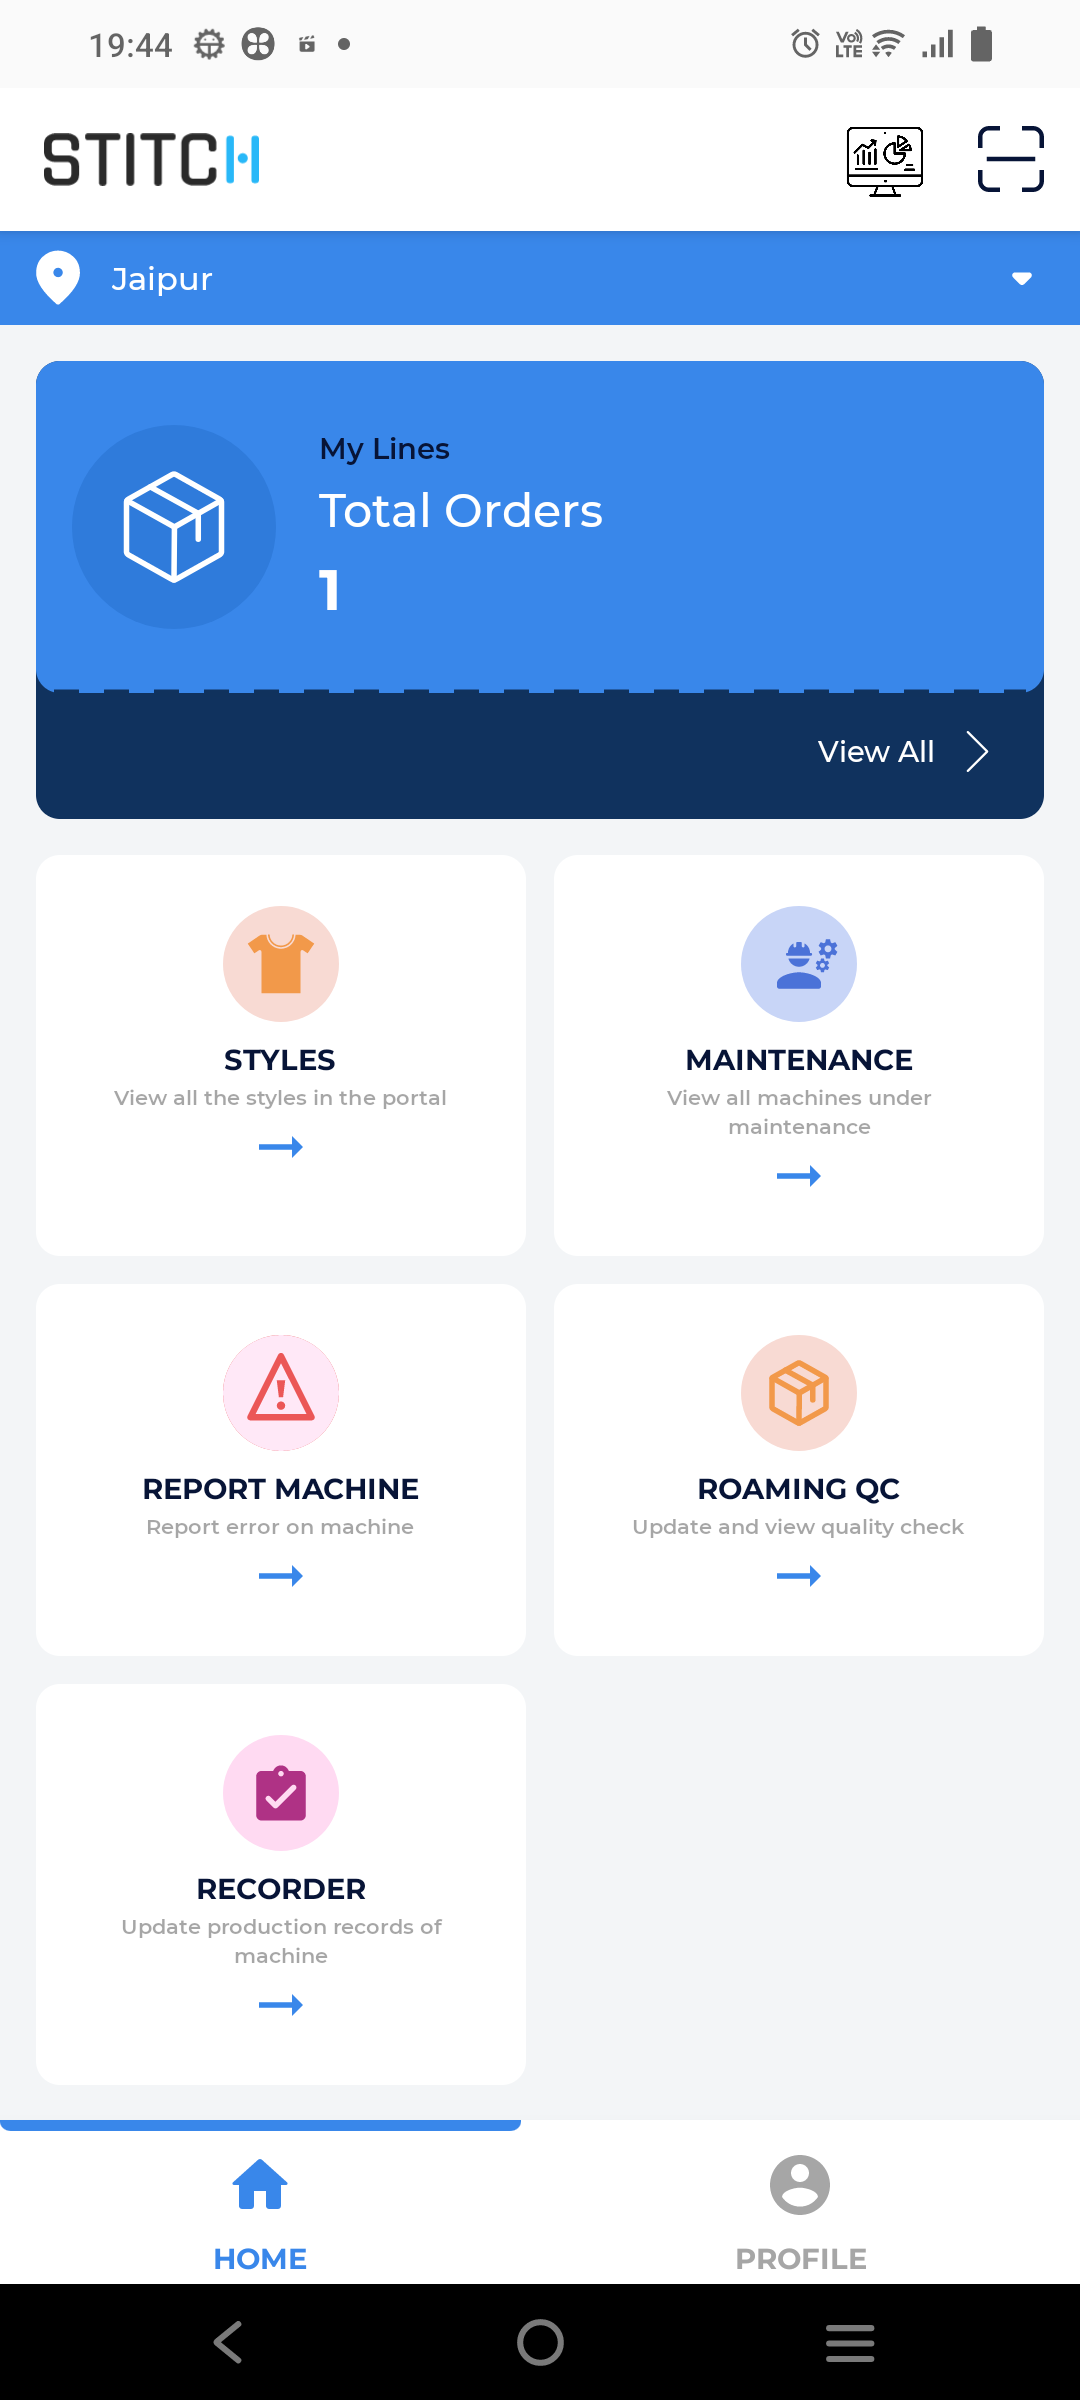 19:44
Vo) LTE
STITCH
Jaipur
My Lines
Total Orders
1
View All
STYLES
View all the styles in the portal
MAINTENANCE
View all machines under
maintenance
REPORT MACHINE
Report error on machine
ROAMING QC
Update and view quality check
RECORDER
Update production records of
machine
HOME
PROFILE